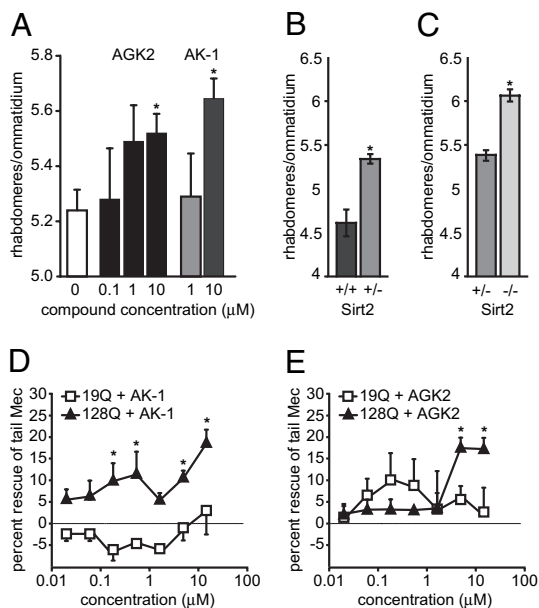 A
AGK2 AK-1
rhabdomeres/ommatidium
5.8
5.6
5.4
5.2
5.0
* *
0 0.1 1 10 1 10
compound concentration (µM)
B
rhabdomeres/ommatidium
6.5
6
5.5
5
4.5
4
*
+/+ +/-
Sirt2
C
rhabdomeres/ommatidium
6.5
6
5.5
5
4.5
4
*
+/- -/-
Sirt2
D
percent rescue of tail Mec
30
25
20
15
10
5
0
-5
19Q + AK-1
128Q + AK-1
* * * *
0.01 0.1 1 10 100
concentration (µM)
E
percent rescue of tail Mec
30
25
20
15
10
5
0
-5
19Q + AGK2
128Q + AGK2
* *
0.01 0.1 1 10 100
concentration (µM)